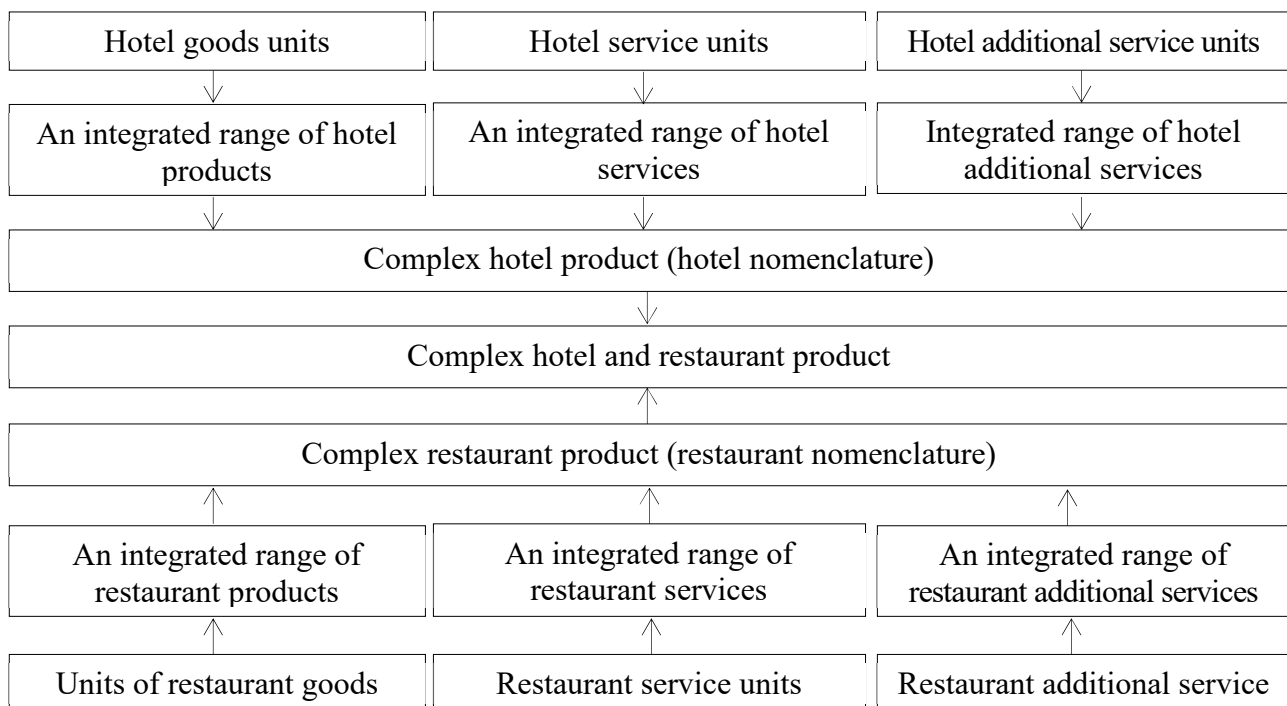 Hotel goods units
Hotel service units
Hotel additional service units
An integrated range of hotel
products
An integrated range of hotel
services
Integrated range of hotel
additional services
Complex hotel product (hotel nomenclature)
Complex hotel and restaurant product
Complex restaurant product (restaurant nomenclature)
An integrated range of
restaurant products
An integrated range of
restaurant services
An integrated range of
restaurant additional services
Units of restaurant goods
Restaurant service units
Restaurant additional service